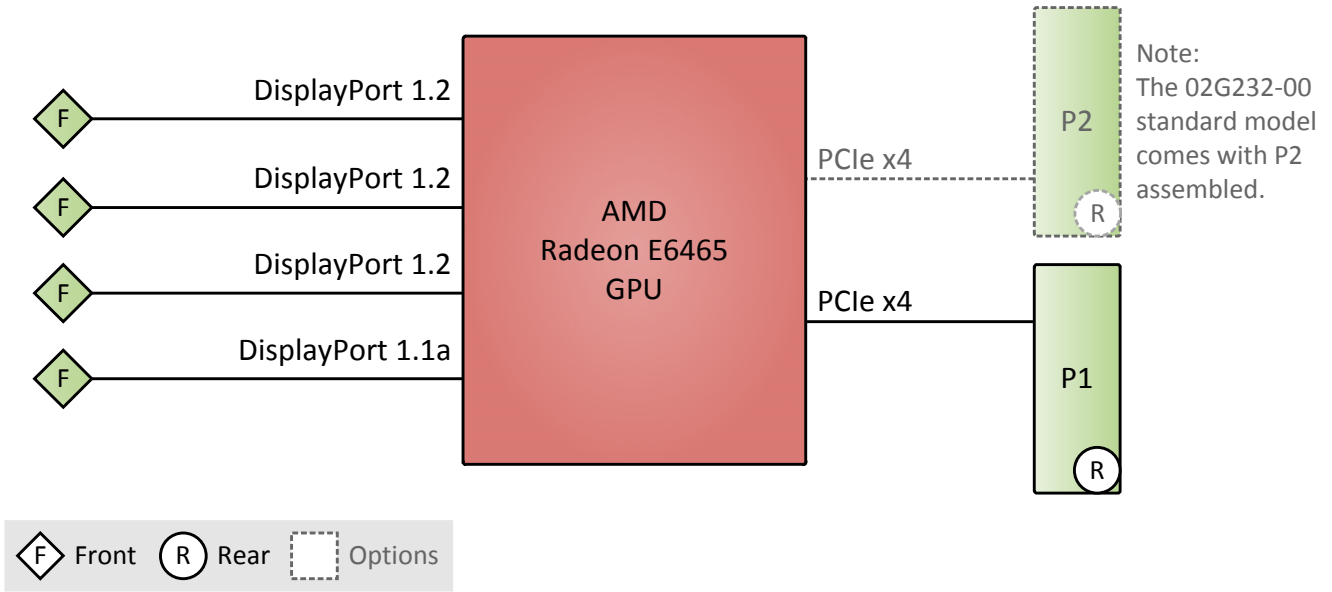 DisplayPort 1.2
F
DisplayPort 1.2
F
DisplayPort 1.2
F
DisplayPort 1.1a
F
AMD
Radeon E6465
GPU
PCIe x4
P2
R
Note:
The 02G232-00
standard model
comes with P2
assembled.
PCIe x4
P1
R
F Front R Rear Options